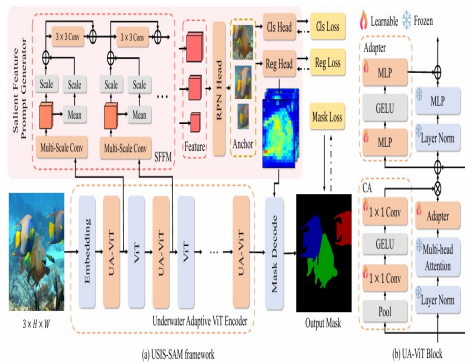 Salient Feature
Prompt Generator
3 × 3 Conv
3 × 3 Conv
Scale
Scale
Scale
Scale
Mean
Mean
Multi-Scale Conv
Multi-Scale Conv
SFFM
Feature
RPN Head
Anchor
Cls Head
Reg Head
Cls Loss
Reg Loss
Mask Loss
Embedding
UA-ViT
ViT
UA-ViT
ViT
UA-ViT
Mask Decode
Underwater Adaptive ViT Encoder
3 × H × W
Output Mask
(a) USIS-SAM framework
Learnable
Frozen
Adapter
MLP
GELU
MLP
MLP
Layer Norm
CA
1 × 1 Conv
GELU
1 × 1 Conv
Pool
Adapter
Multi-head
Attention
Layer Norm
(b) UA-ViT Block